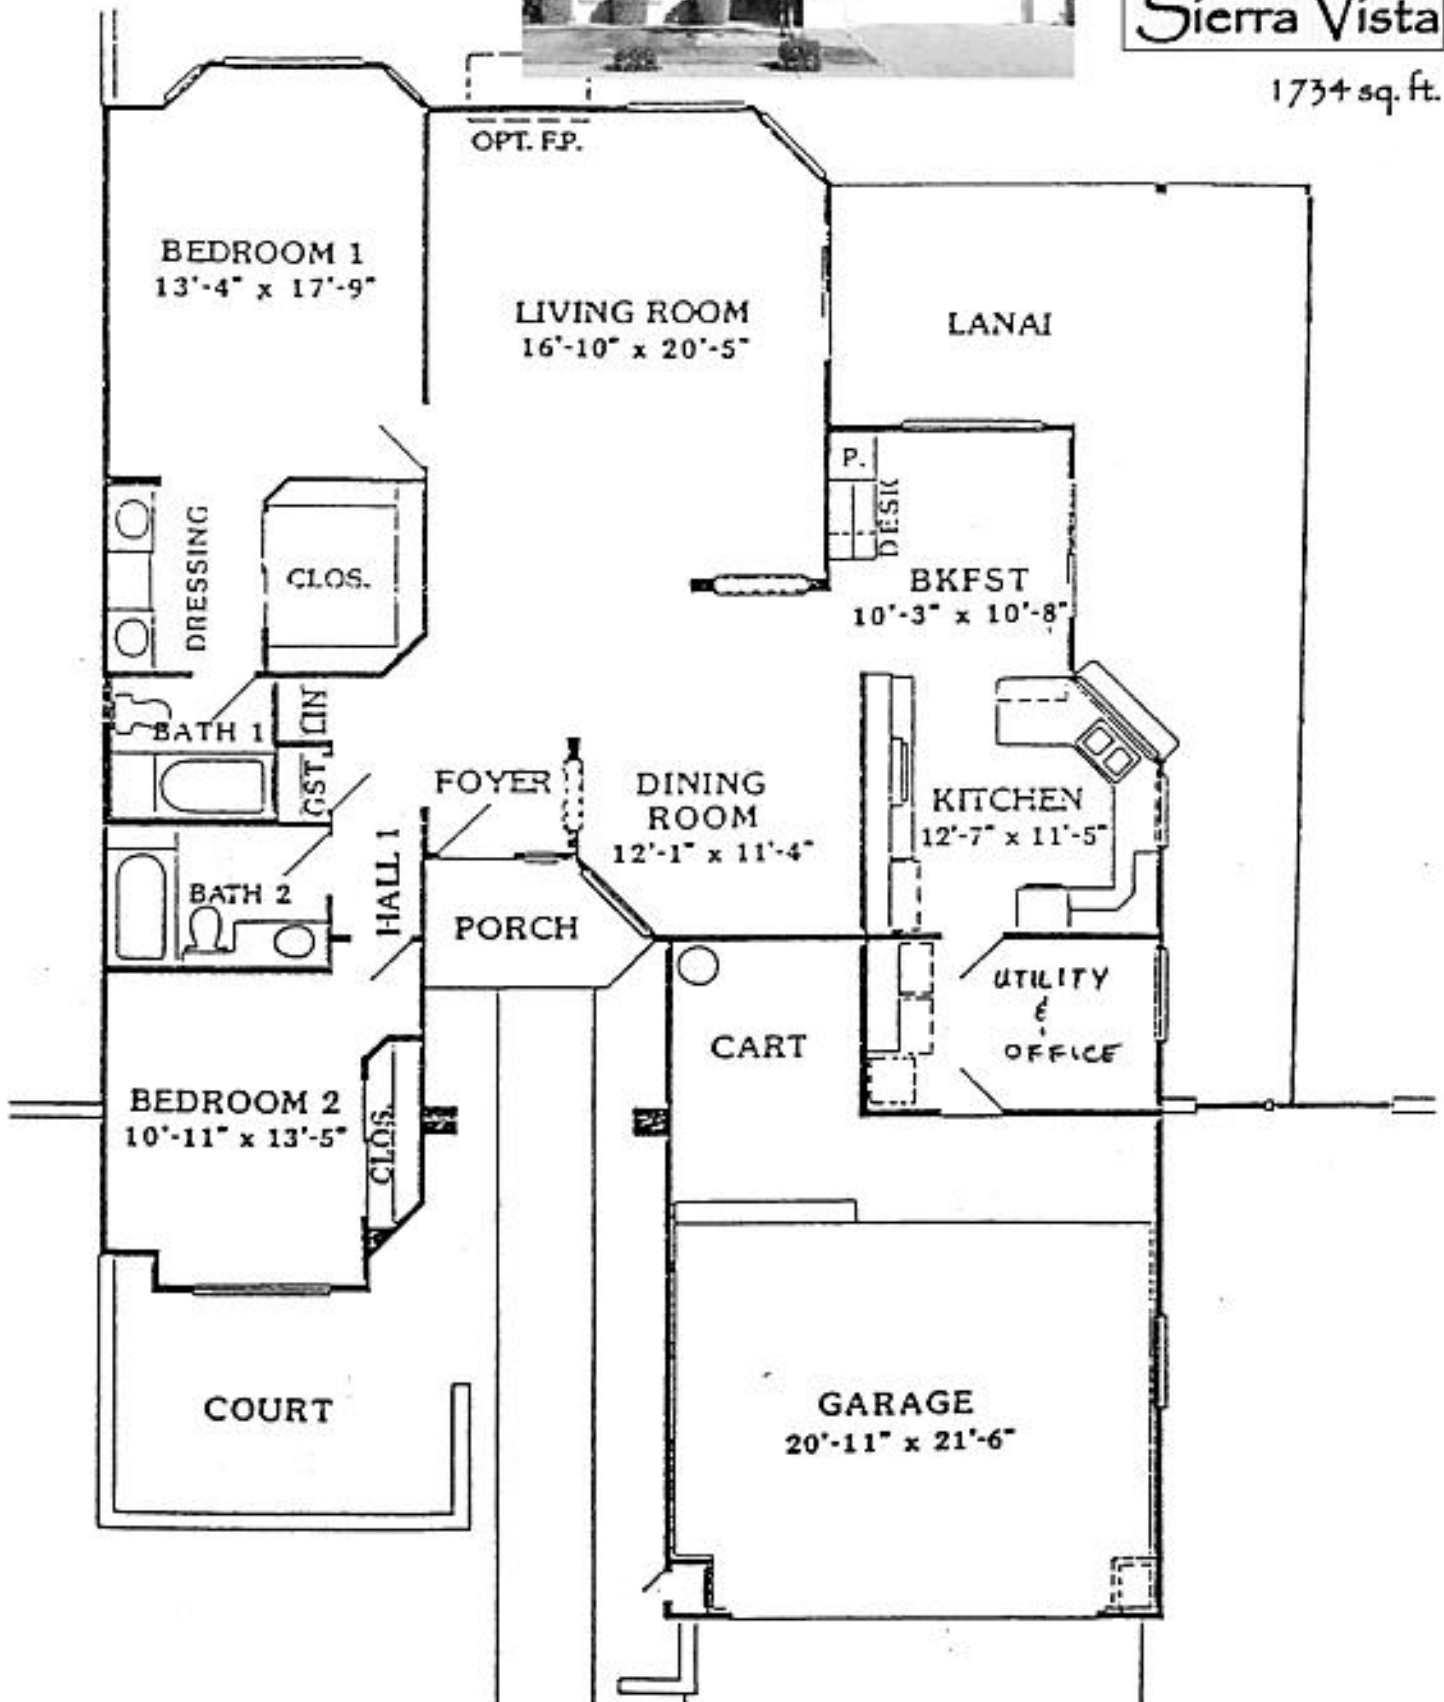 Sierra Vista
1734 sq. ft.
OPT. F.P.
BEDROOM 1
13'-4" x 17'-9"
LIVING ROOM
16'-10" x 20'-5"
LANAI
P.
DESK
DRESSING
CLOS.
BKFST
10'-3" x 10'-8"
LIN
BATH 1
GST
FOYER
DINING
ROOM
12'-1" x 11'-4"
KITCHEN
12'-7" x 11'-5"
HALL 1
BATH 2
PORCH
UTILITY
&
OFFICE
CART
BEDROOM 2
10'-11" x 13'-5"
CLOS.
COURT
GARAGE
20'-11" x 21'-6"